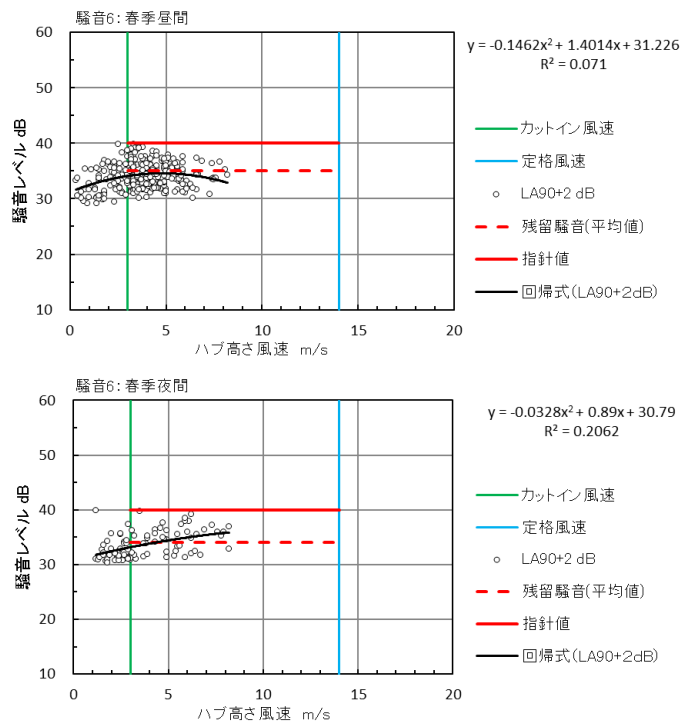 騒音6：春季昼間
60
50
40
30
20
10
騒音レベル dB
0
5
10
15
20
ハブ高さ風速 m/s
y = -0.1462x² + 1.4014x + 31.226
R² = 0.071
カットイン風速
定格風速
LA90+2 dB
残留騒音(平均値)
指針値
回帰式(LA90+2dB)
騒音6：春季夜間
60
50
40
30
20
10
騒音レベル dB
0
5
10
15
20
ハブ高さ風速 m/s
y = -0.0328x² + 0.89x + 30.79
R² = 0.2062
カットイン風速
定格風速
LA90+2 dB
残留騒音(平均値)
指針値
回帰式(LA90+2dB)